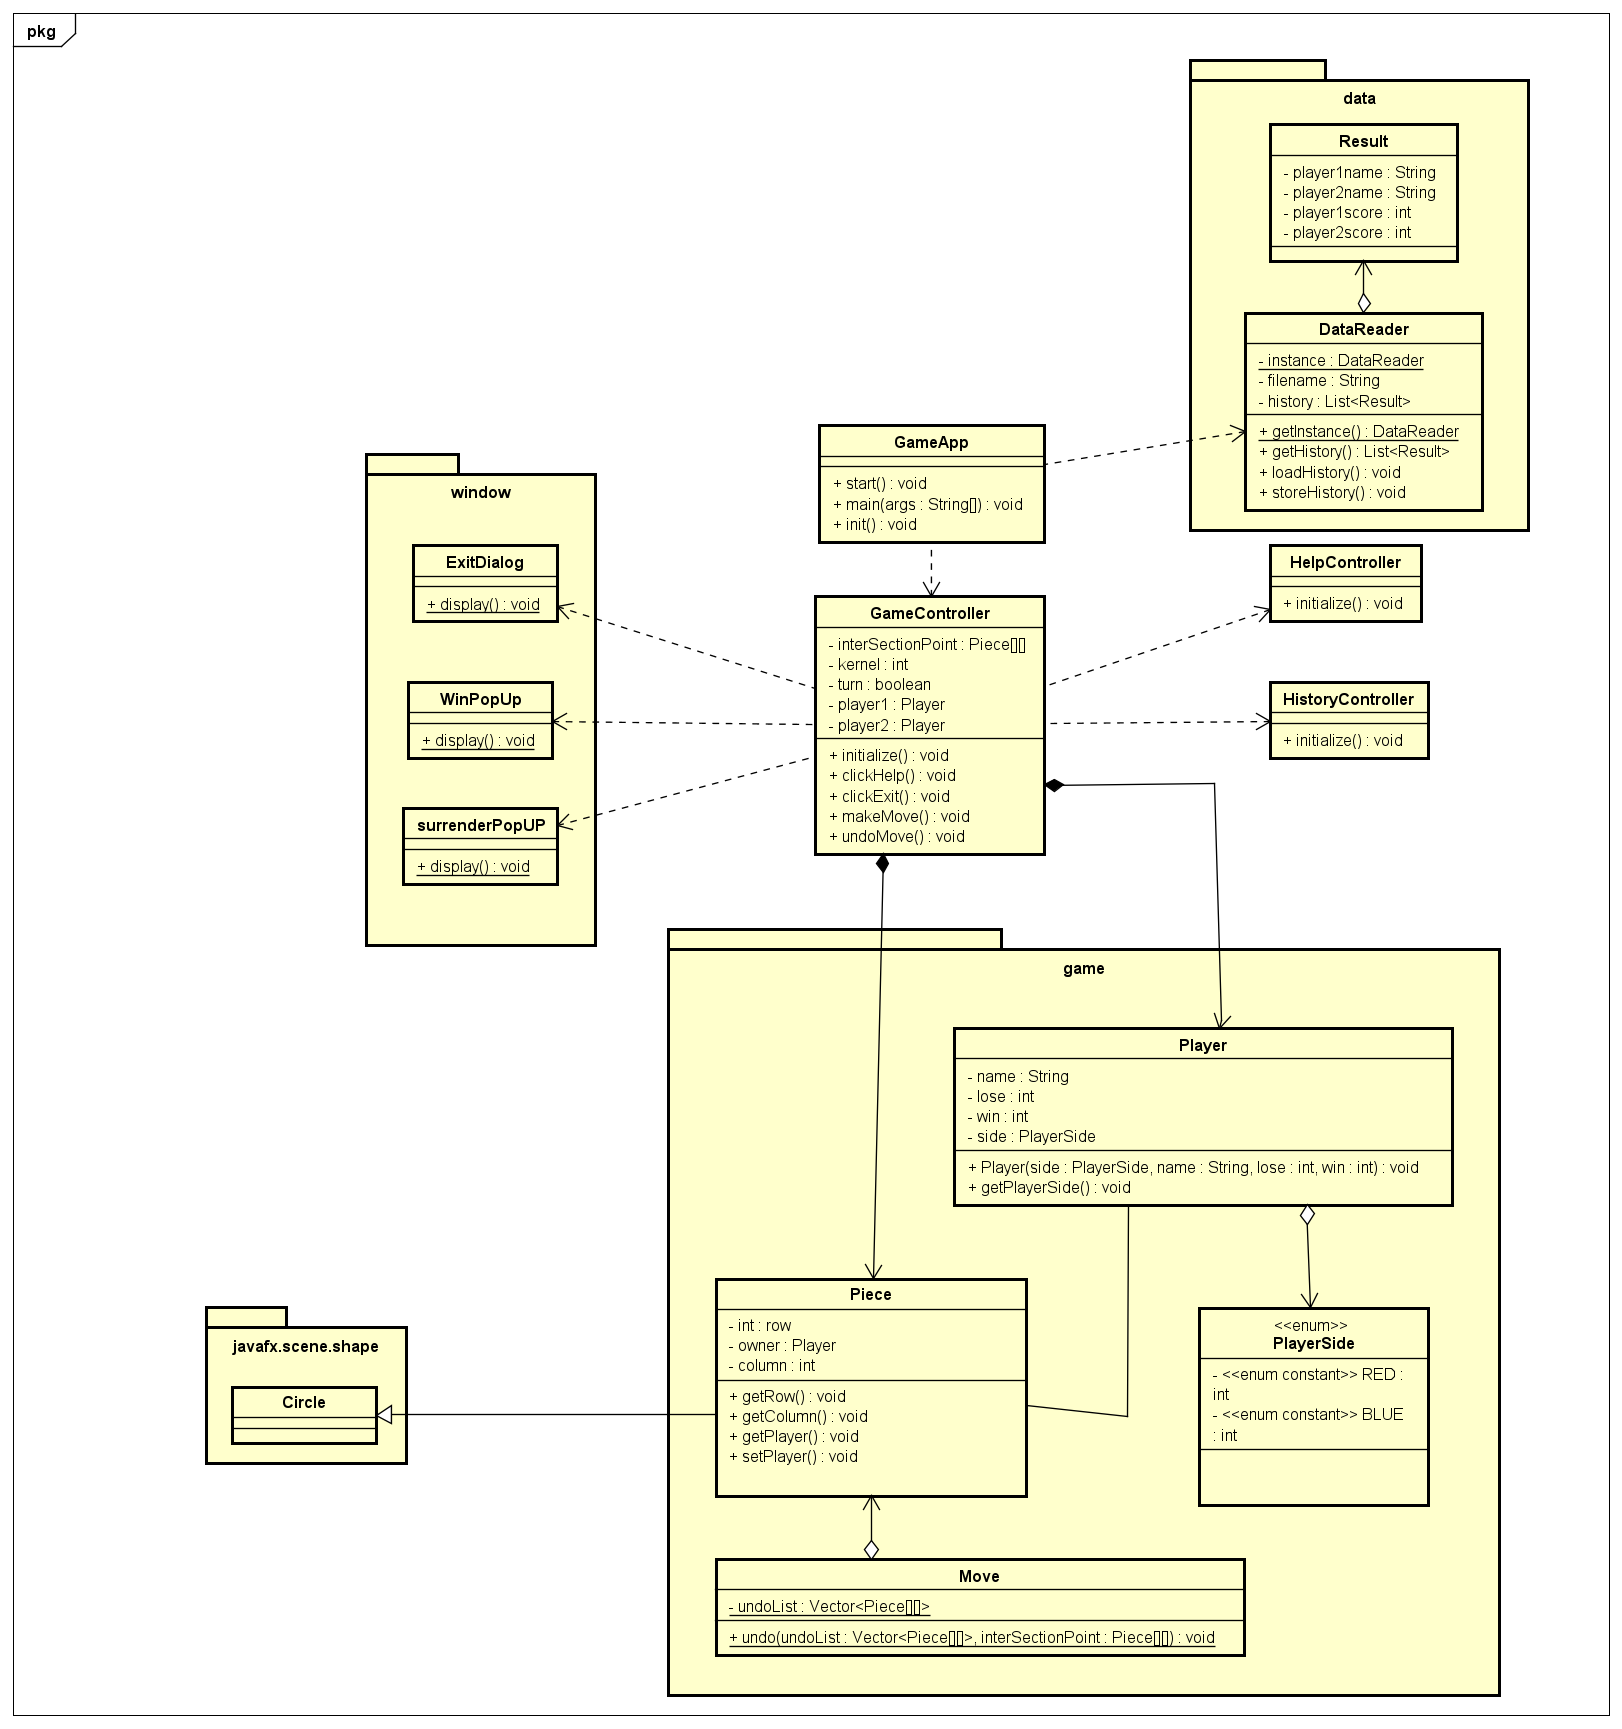 pkg
data
Result
- player1name : String
- player2name : String
- player1score : int
- player2score : int
DataReader
- instance : DataReader
- filename : String
- history : List<Result>
+ getInstance() : DataReader
+ getHistory() : List<Result>
+ loadHistory() : void
+ storeHistory() : void
GameApp
+ start() : void
+ main(args : String[]) : void
+ init() : void
window
ExitDialog
+ display() : void
WinPopUp
+ display() : void
surrenderPopUP
+ display() : void
GameController
- interSectionPoint : Piece[][]
- kernel : int
- turn : boolean
- player1 : Player
- player2 : Player
+ initialize() : void
+ clickHelp() : void
+ clickExit() : void
+ makeMove() : void
+ undoMove() : void
HelpController
+ initialize() : void
HistoryController
+ initialize() : void
game
Player
- name : String
- lose : int
- win : int
- side : PlayerSide
+ Player(side : PlayerSide, name : String, lose : int, win : int) : void
+ getPlayerSide() : void
Piece
- int : row
- owner : Player
- column : int
+ getRow() : void
+ getColumn() : void
+ getPlayer() : void
+ setPlayer() : void
<<enum>>
PlayerSide
- <<enum constant>> RED :
int
- <<enum constant>> BLUE
: int
javafx.scene.shape
Circle
Move
- undoList : Vector<Piece[][]>
+ undo(undoList : Vector<Piece[][]>, interSectionPoint : Piece[][]) : void